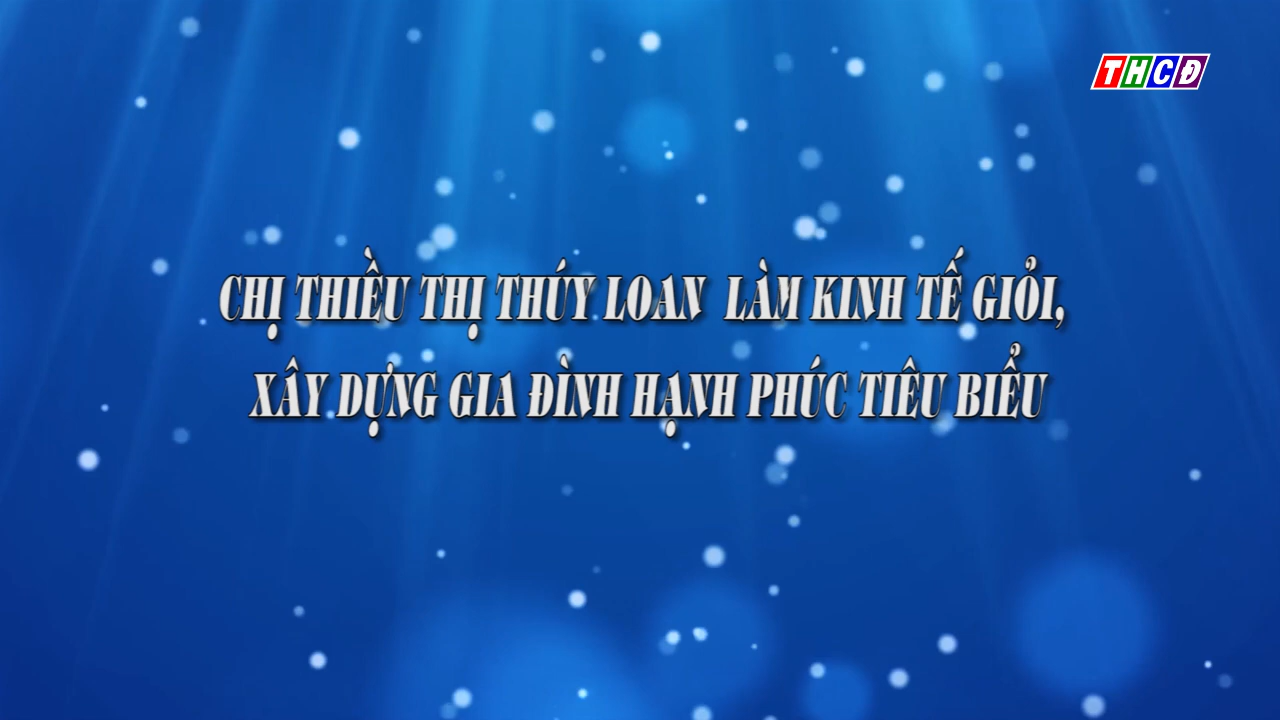 THCĐ
CHỊ THIỀU THỊ THÚY LOAN LÀM KINH TẾ GIỎI,
XÂY DỰNG GIA ĐÌNH HẠNH PHÚC TIÊU BIỂU